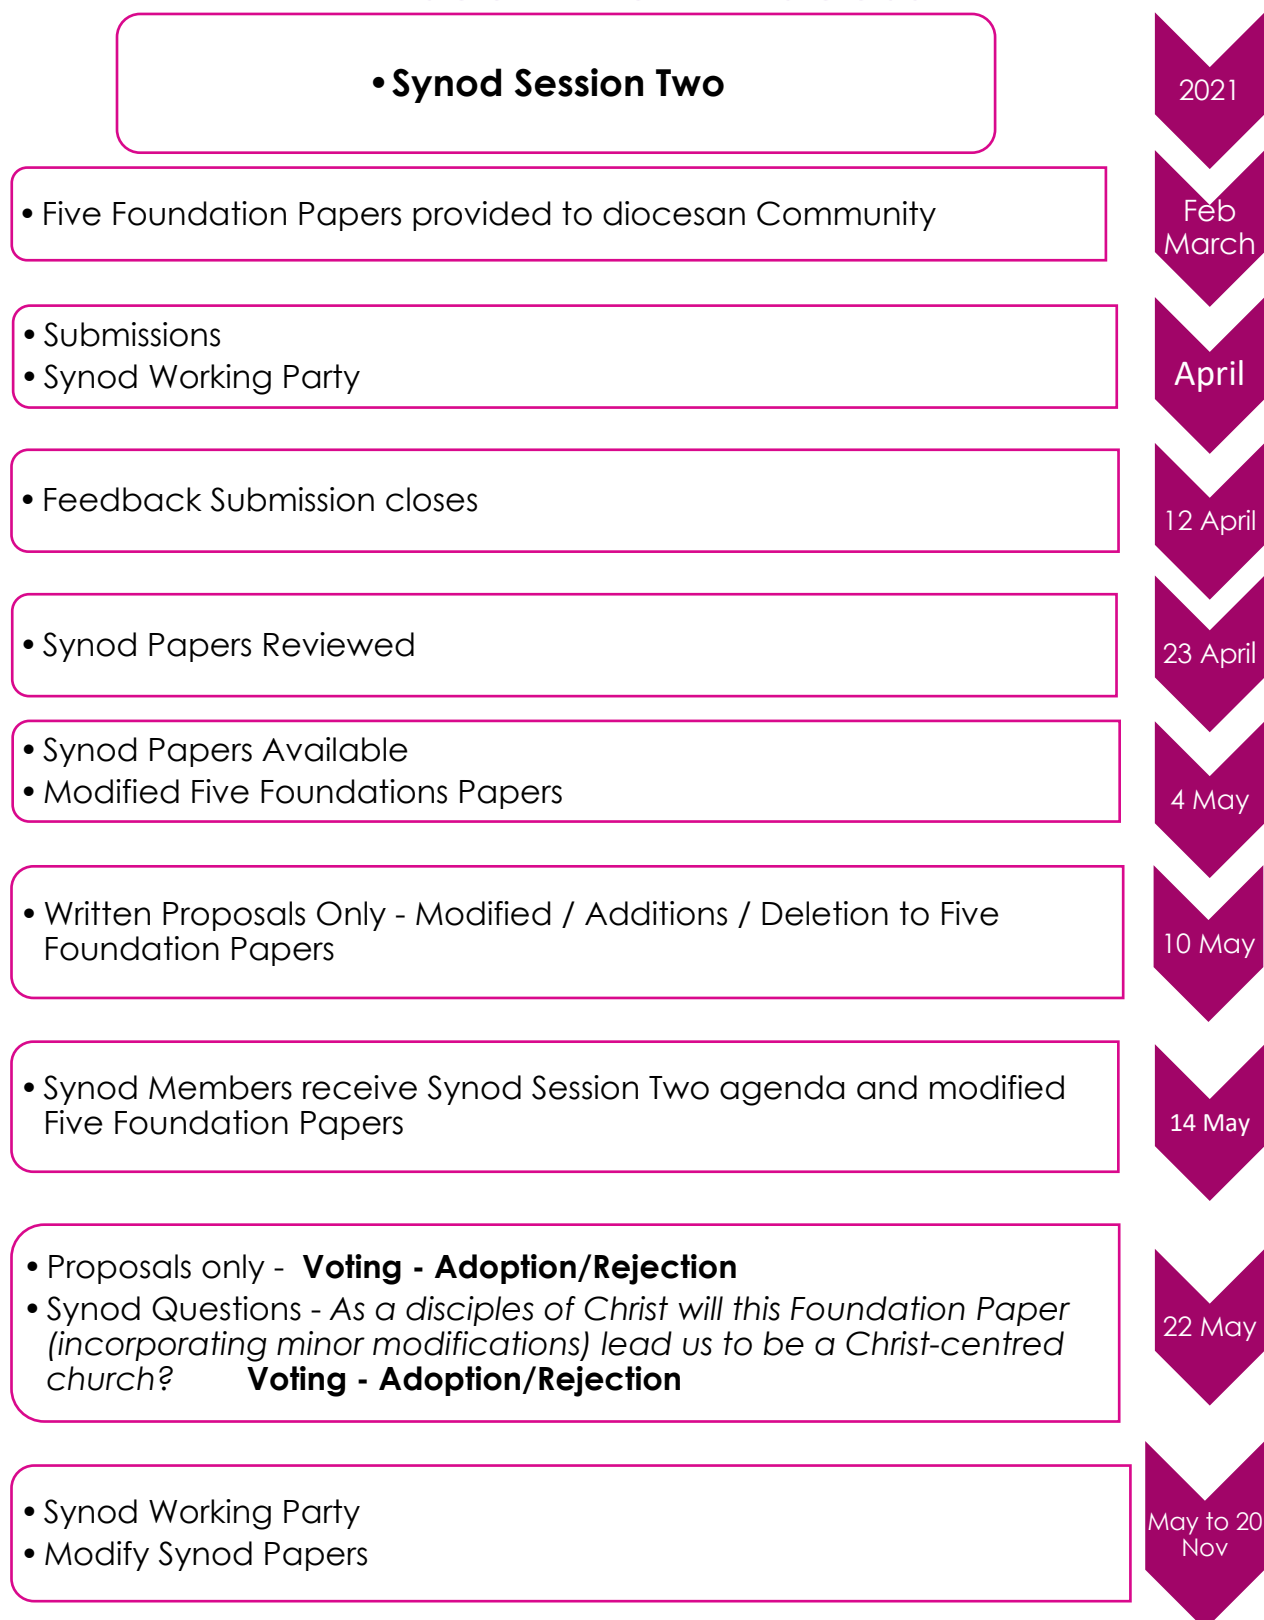 • Synod Session Two
2021
• Five Foundation Papers provided to diocesan Community
Feb
March
• Submissions
• Synod Working Party
April
• Feedback Submission closes
12 April
• Synod Papers Reviewed
23 April
• Synod Papers Available
• Modified Five Foundations Papers
4 May
• Written Proposals Only - Modified / Additions / Deletion to Five
Foundation Papers
10 May
• Synod Members receive Synod Session Two agenda and modified
Five Foundation Papers
14 May
• Proposals only - Voting - Adoption/Rejection
• Synod Questions - As a disciples of Christ will this Foundation Paper
(incorporating minor modifications) lead us to be a Christ-centred
church? Voting - Adoption/Rejection
22 May
• Synod Working Party
• Modify Synod Papers
May to 20
Nov